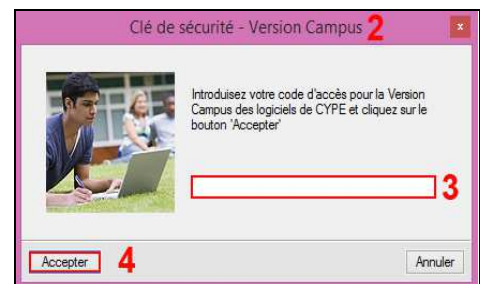 Clé de sécurité - Version Campus 2
x
Introduisez votre code d'accès pour la Version
Campus des logiciels de CYPE et cliquez sur le
bouton 'Accepter'
3
Accepter 4
Annuler